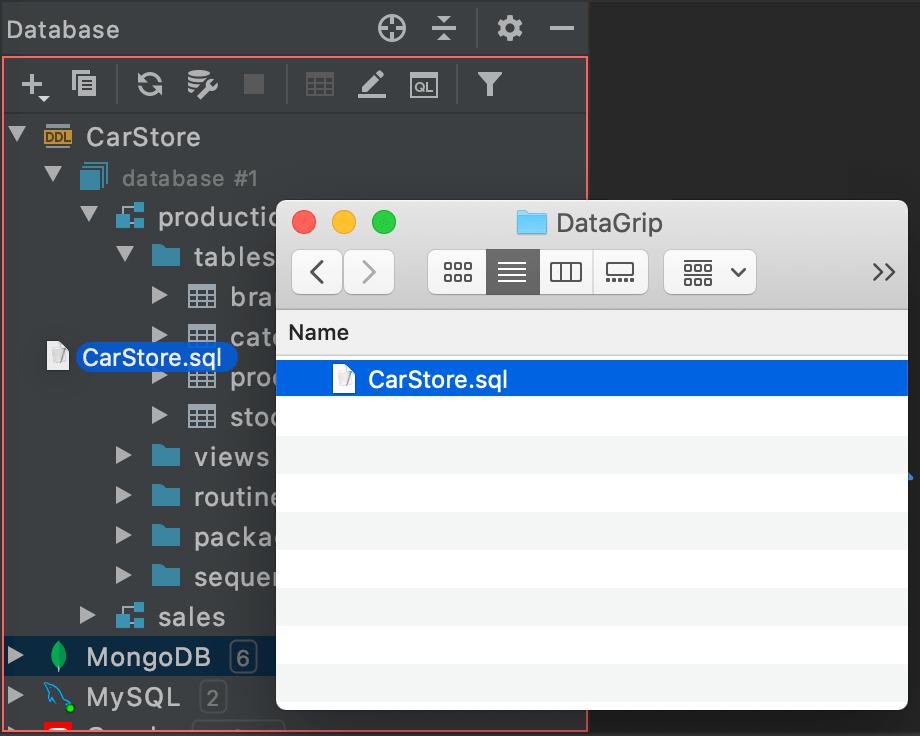 Database
QL
DDL CarStore
database #1
productio
tables
bra
cat
CarStore.sql
pro
sto
views
routine
packa
seque
sales
MongoDB 6
MySQL 2
DataGrip
Name
CarStore.sql